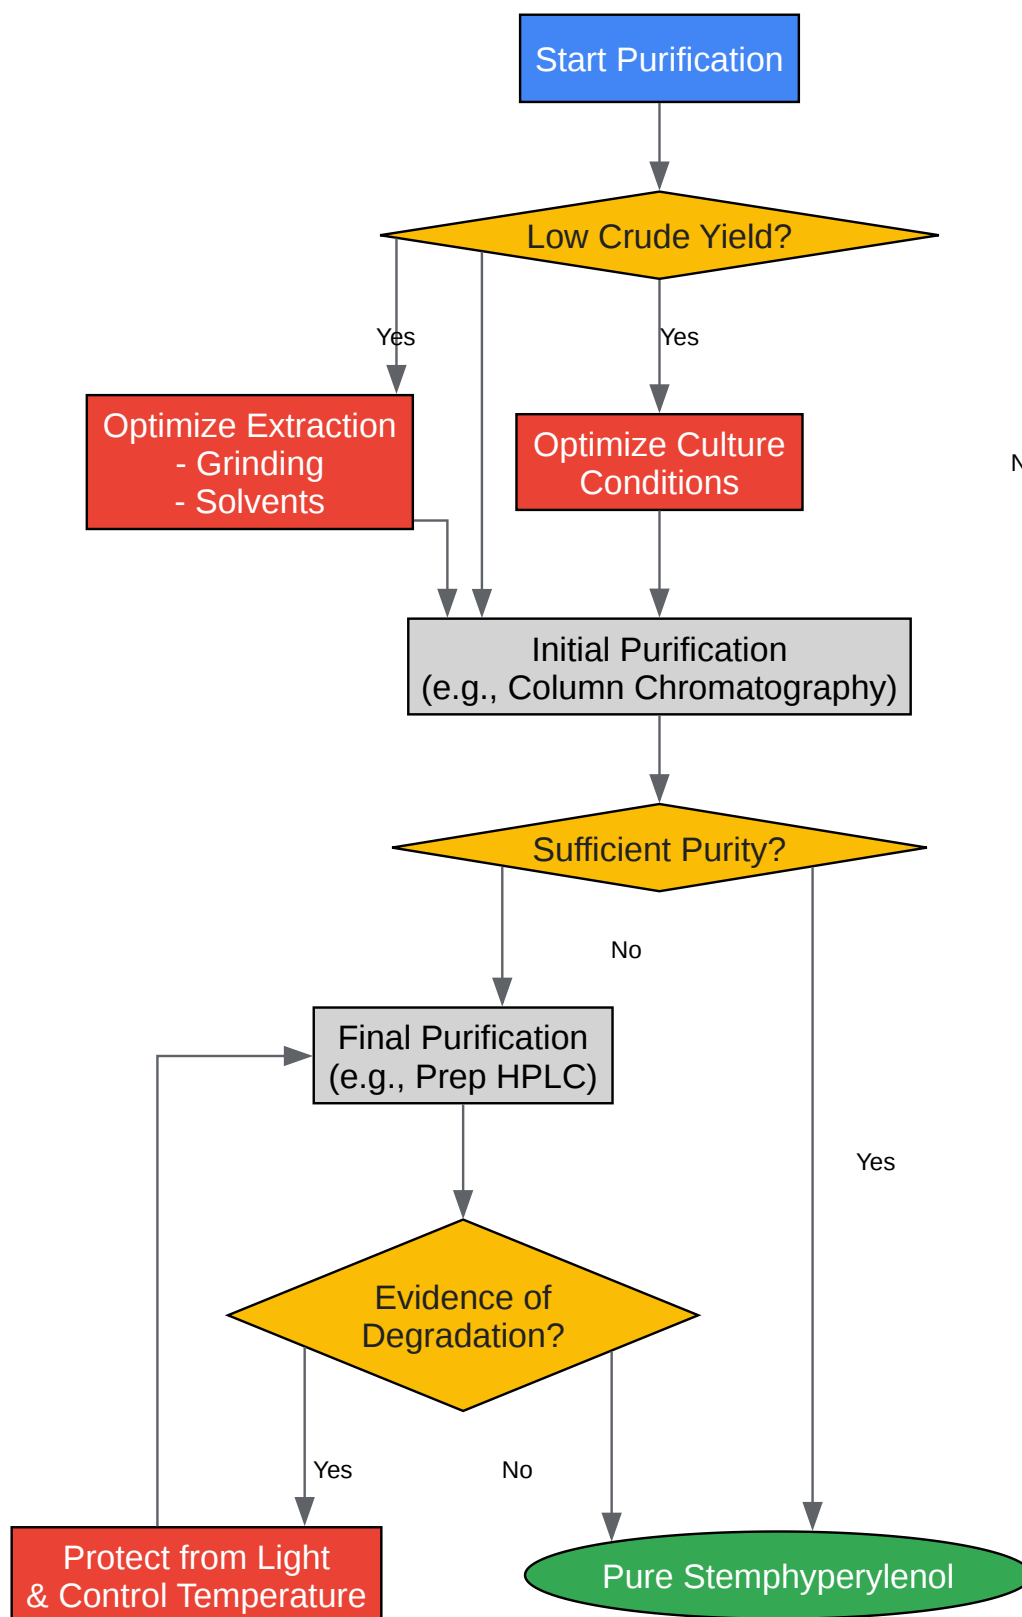 Start Purification
Low Crude Yield?
Yes
Yes
Optimize Extraction
- Grinding
- Solvents
Optimize Culture
Conditions
Initial Purification
(e.g., Column Chromatography)
Sufficient Purity?
No
Final Purification
(e.g., Prep HPLC)
Yes
Evidence of
Degradation?
Yes
No
Protect from Light
& Control Temperature
Pure Stemphyperylenol